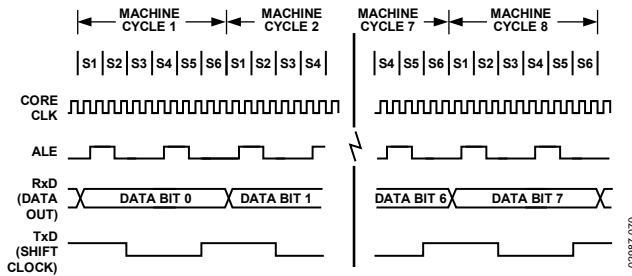 MACHINE CYCLE 1
MACHINE CYCLE 2
MACHINE CYCLE 7
MACHINE CYCLE 8
S1 S2 S3 S4 S5 S6 S1 S2 S3 S4
S4 S5 S6 S1 S2 S3 S4 S5 S6
CORE
CLK
ALE
RxD
(DATA
OUT)
DATA BIT 0
DATA BIT 1
DATA BIT 6
DATA BIT 7
TxD
(SHIFT
CLOCK)